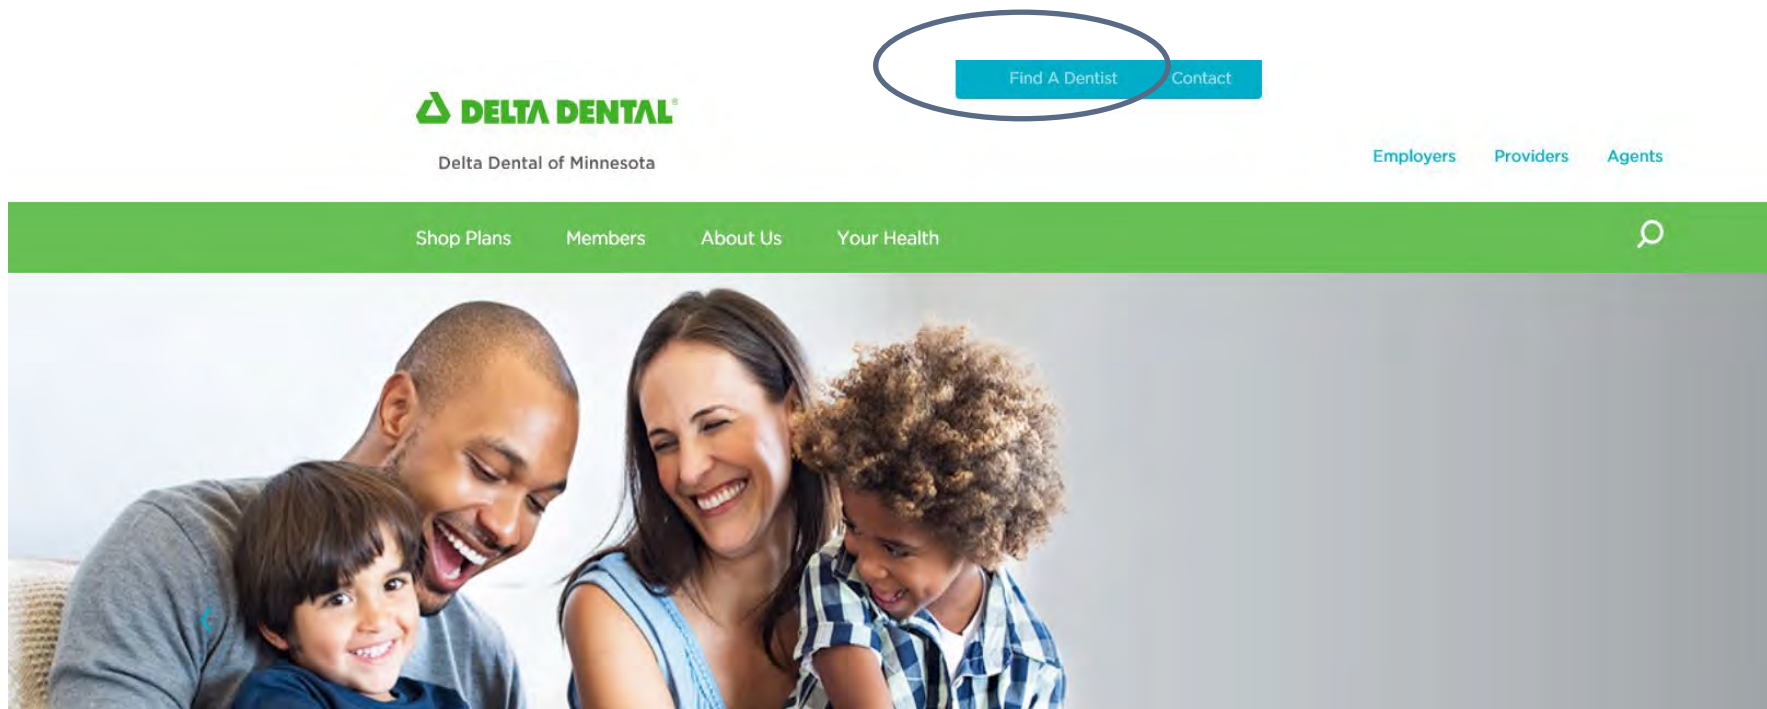 Find A Dentist Contact
DELTA DENTAL®
Delta Dental of Minnesota
Employers Providers Agents
Shop Plans Members About Us Your Health